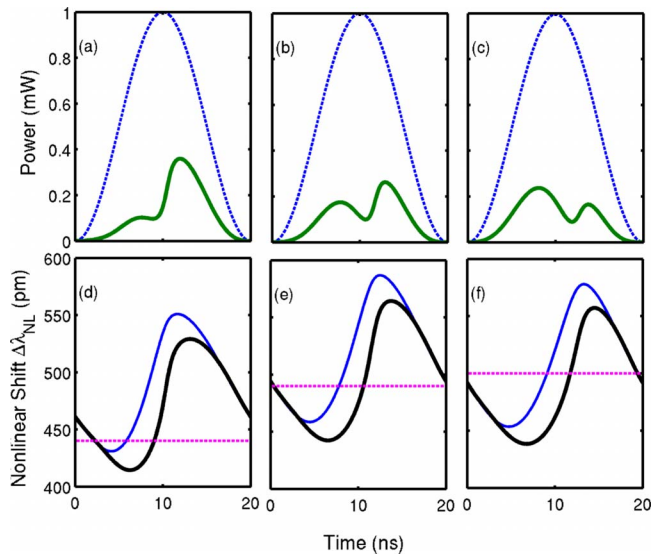 1
0.8
0.6
0.4
0.2
0
Power (mW)
(a)
(b)
(c)
600
550
500
450
400
Nonlinear Shift Δλ_NL (pm)
(d)
(e)
(f)
0 10 20
0 10 20
0 10 20
Time (ns)